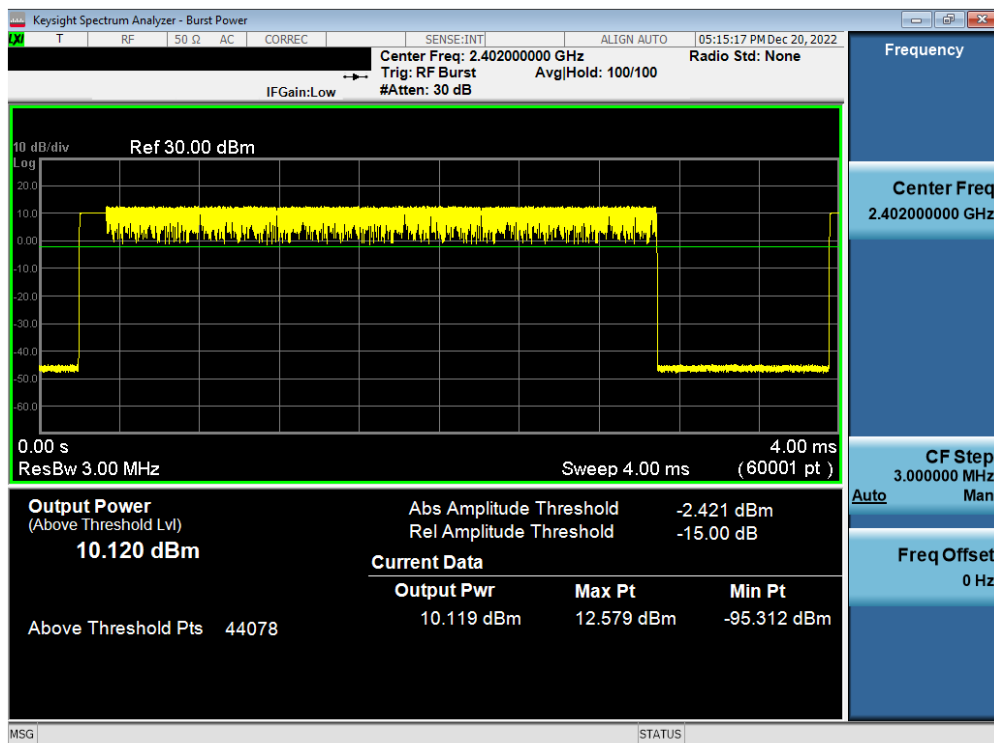 Keysight Spectrum Analyzer - Burst Power
LXI T RF 50 Ω AC CORREC SENSE:INT ALIGN AUTO 05:15:17 PM Dec 20, 2022
Center Freq: 2.402000000 GHz Radio Std: None
Trig: RF Burst Avg|Hold: 100/100
IFGain:Low #Atten: 30 dB
10 dB/div Ref 30.00 dBm
Log
20.0
10.0
0.00
-10.0
-20.0
-30.0
-40.0
-50.0
-60.0
0.00 s 4.00 ms
ResBw 3.00 MHz Sweep 4.00 ms (60001 pt)
Output Power
(Above Threshold Lvl)
10.120 dBm
Above Threshold Pts 44078
Abs Amplitude Threshold -2.421 dBm
Rel Amplitude Threshold -15.00 dB
Current Data
Output Pwr Max Pt Min Pt
10.119 dBm 12.579 dBm -95.312 dBm
Frequency
Center Freq
2.402000000 GHz
CF Step
3.000000 MHz
Auto Man
Freq Offset
0 Hz
MSG STATUS